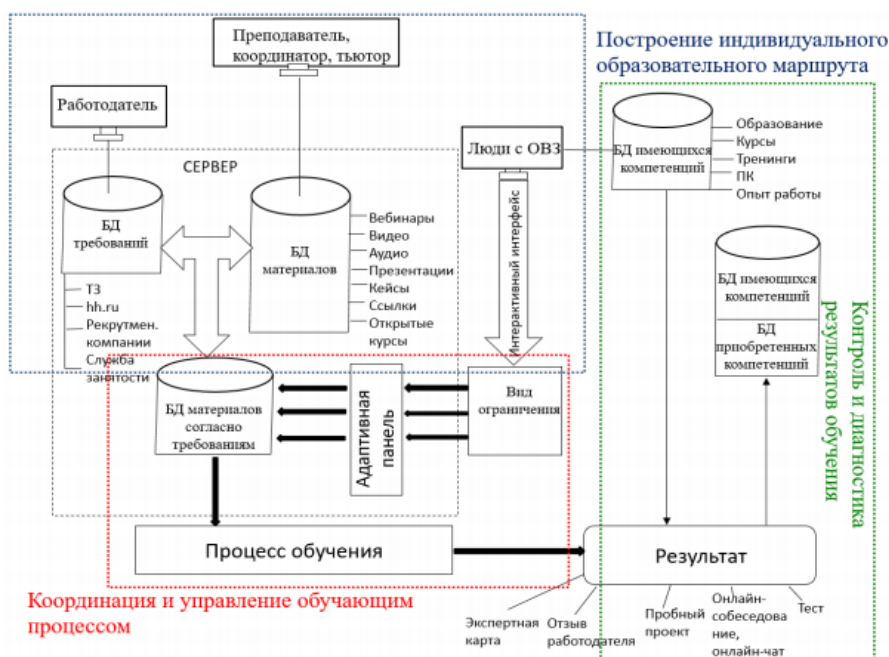 Преподаватель,
координатор, тьютор
Построение индивидуального
образовательного маршрута
Работодатель
Люди с ОВЗ
БД имеющихся
компетенций
Образование
Курсы
Тренинги
ПК
Опыт работы
СЕРВЕР
БД
требований
БД
материалов
Вебинары
Видео
Аудио
Презентации
Кейсы
Ссылки
Открытые
курсы
Интерактивный интерфейс
ТЗ
hh.ru
Рекрутмен.
компании
Служба
занятости
БД имеющихся
компетенций
БД
приобретенных
компетенций
Контроль и диагностика
результатов обучения
БД материалов
согласно
требованиям
Адаптивная
панель
Вид
ограничения
Процесс обучения
Результат
Координация и управление обучающим
процессом
Экспертная
карта
Отзыв
работодателя
Пробный
проект
Онлайн-
собеседова
ние,
онлайн-чат
Тест